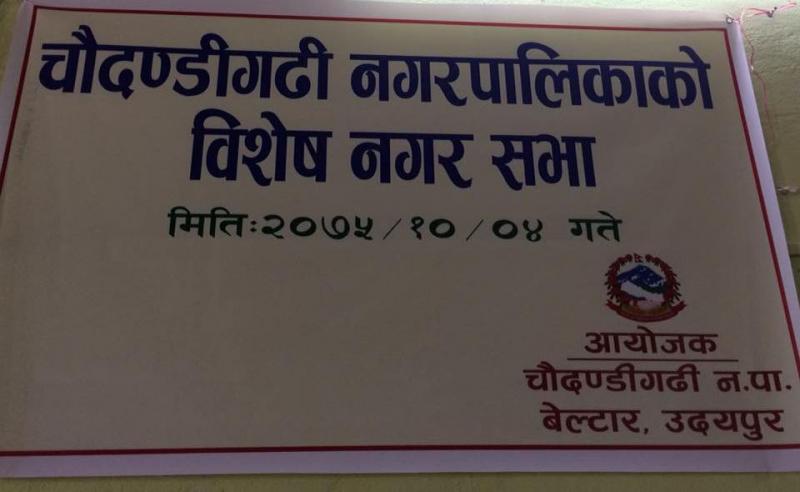 चौदण्डीगढी नगरपालिकाको
विशेष नगर सभा
मितिः२०७५/१०/०४ गते
आयोजक
चौदण्डीगढी न.पा.
बेल्टार, उदयपुर